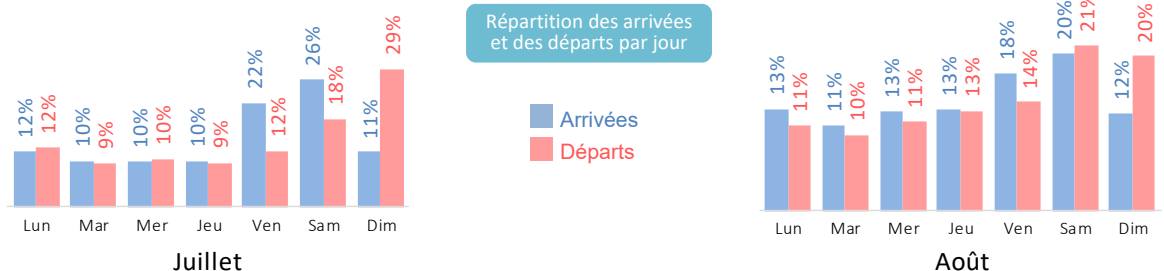 Répartition des arrivées
et des départs par jour
Arrivées
Départs
12% 12% 10% 9% 10% 10% 10% 9% 22% 12% 26% 18% 11% 29%
Lun Mar Mer Jeu Ven Sam Dim
Juillet
13% 11% 11% 10% 13% 11% 13% 13% 18% 14% 20% 21% 12% 20%
Lun Mar Mer Jeu Ven Sam Dim
Août